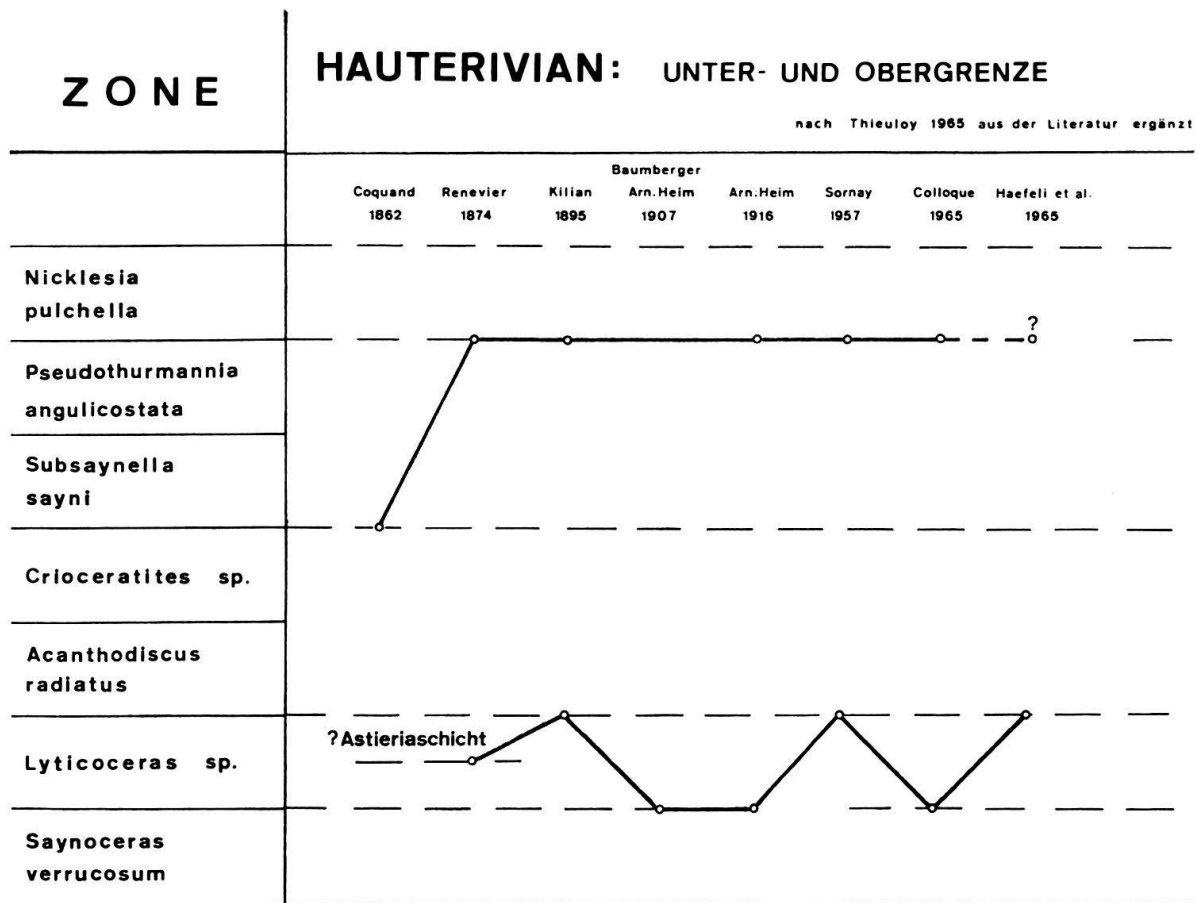 ZONE
HAUTERIVIAN: UNTER- UND OBERGRENZE
nach Thieuloy 1965 aus der Literatur ergänzt
Coquand
1862
Renevier
1874
Kilian
1895
Baumberger
Arn.Heim
1907
Arn.Heim
1916
Sornay
1957
Colloque
1965
Haefeli et al.
1965
Nicklesia
pulchella
?
Pseudothurmannia
angulicostata
Subsaynella
sayni
Crioceratites sp.
Acanthodiscus
radiatus
?Astieriaschicht
Lyticoceras sp.
Saynoceras
verrucosum